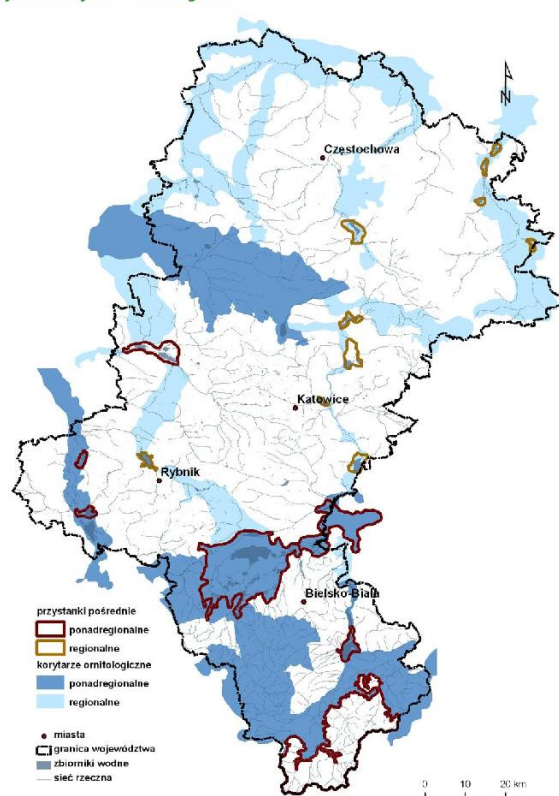 N
Częstochowa
Katowice
Rybnik
Bielsko-Biała
przystanki pośrednie
ponadregionalne
regionalne
korytarze ornitologiczne
ponadregionalne
regionalne
miasta
granica województwa
zbiorniki wodne
sieć rzeczna
0 10 20 km